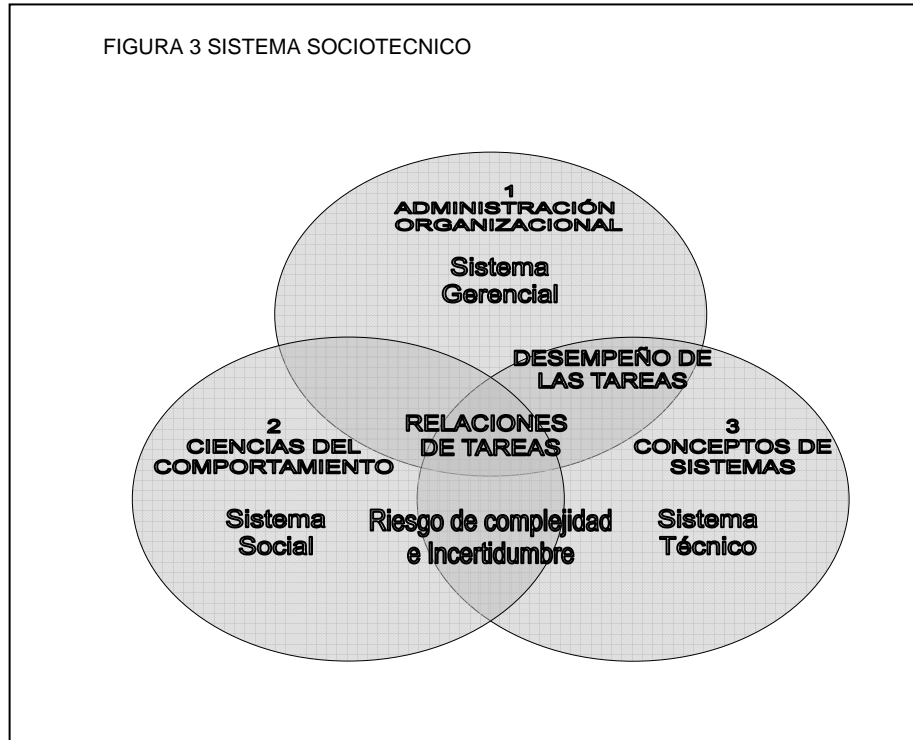 FIGURA 3 SISTEMA SOCIOTECNICO
1
ADMINISTRACIÓN
ORGANIZACIONAL
Sistema
Gerencial
DESEMPEÑO DE
LAS TAREAS
RELACIONES
DE TAREAS
2
CIENCIAS DEL
COMPORTAMIENTO
Sistema
Social
Riesgo de complejidad
e Incertidumbre
3
CONCEPTOS DE
SISTEMAS
Sistema
Técnico